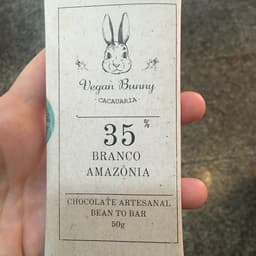 Vegan Bunny
CACAUARIA
35%
BRANCO
AMAZÔNIA
CHOCOLATE ARTESANAL
BEAN TO BAR
50g